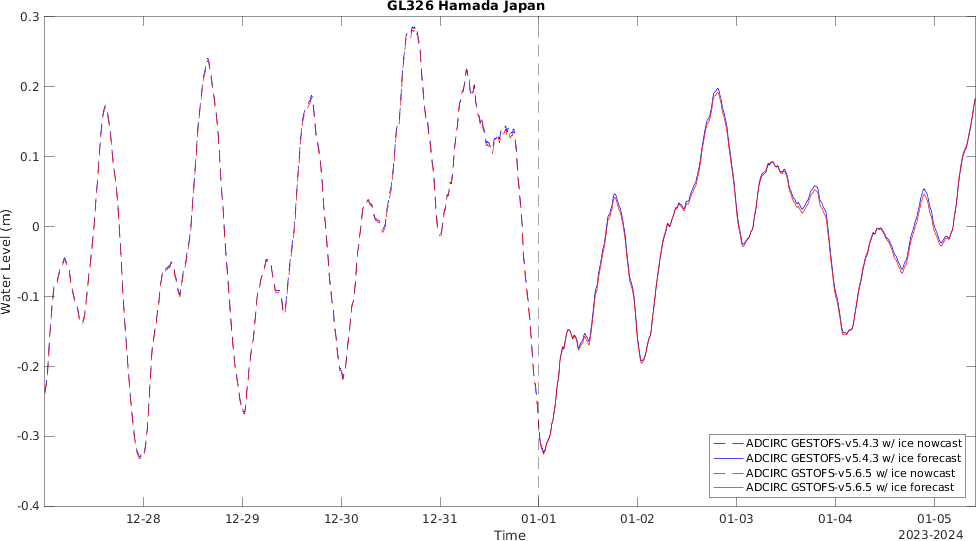 GL326 Hamada Japan
0.3
0.2
0.1
0
-0.1
-0.2
-0.3
-0.4
Water Level (m)
ADCIRC GESTOFS-v5.4.3 w/ ice nowcast
ADCIRC GESTOFS-v5.4.3 w/ ice forecast
ADCIRC GSTOFS-v5.6.5 w/ ice nowcast
ADCIRC GSTOFS-v5.6.5 w/ ice forecast
12-28 12-29 12-30 12-31 01-01 01-02 01-03 01-04 01-05
Time
2023-2024